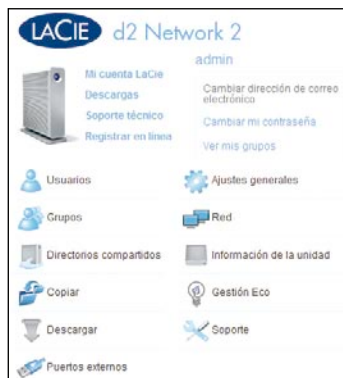 LACIE d2 Network 2
admin
Mi cuenta LaCie
Descargas
Soporte técnico
Registrar en línea
Cambiar dirección de correo
electrónico
Cambiar mi contraseña
Ver mis grupos
Usuarios
Ajustes generales
Grupos
Red
Directorios compartidos
Información de la unidad
Copiar
Gestión Eco
Descargar
Soporte
Puertos externos